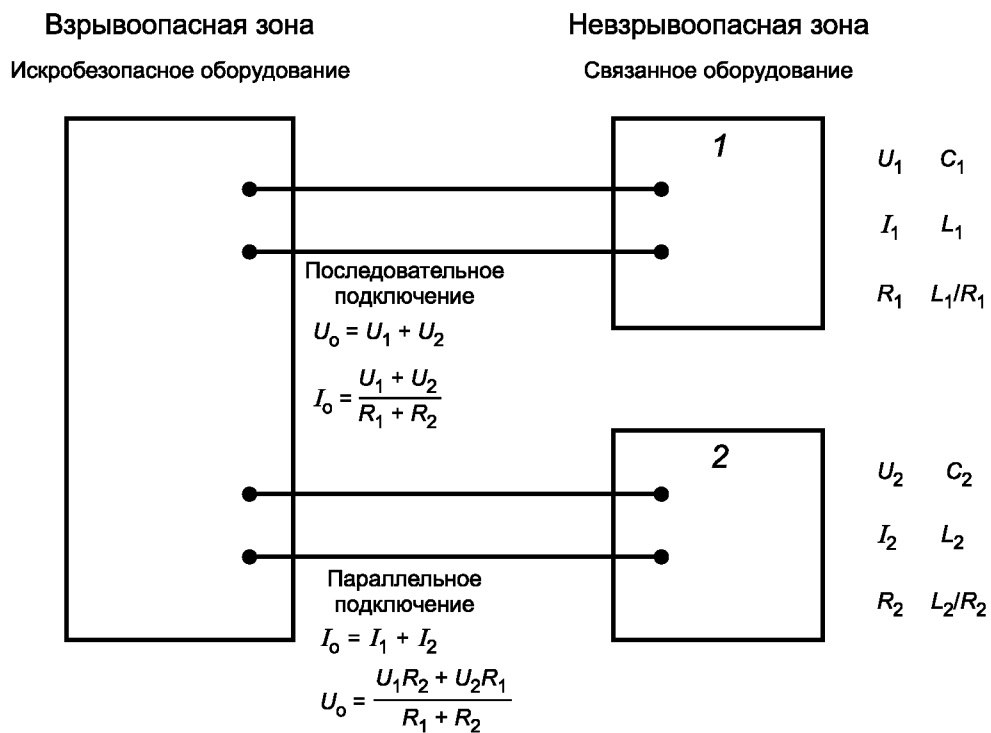 Взрывоопасная зона
Искробезопасное оборудование
Невзрывоопасная зона
Связанное оборудование
1
U₁ C₁
I₁ L₁
R₁ L₁/R₁
Последовательное
подключение
Uₒ = U₁ + U₂
Iₒ = (U₁ + U₂)/(R₁ + R₂)
2
U₂ C₂
I₂ L₂
R₂ L₂/R₂
Параллельное
подключение
Iₒ = I₁ + I₂
Uₒ = (U₁R₂ + U₂R₁)/(R₁ + R₂)